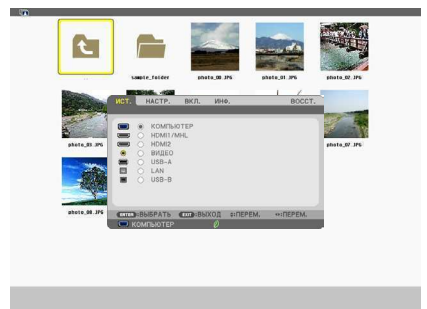 ..
sample_folder
photo_00.JPG
photo_01.JPG
photo_02.JPG
ИСТ. НАСТР. ВКЛ. ИНФ. ВОССТ.
КОМПЬЮТЕР
HDMI1/MHL
HDMI2
ВИДЕО
USB-A
LAN
USB-B
photo_03.JPG
photo_07.JPG
photo_08.JPG
ENTER:ВЫБРАТЬ EXIT:ВЫХОД ↕:ПЕРЕМ. ↔:ПЕРЕМ.
КОМПЬЮТЕР